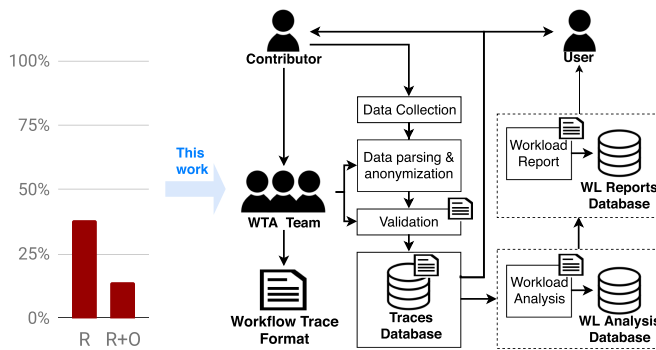 100%
75%
50%
25%
0%
R
R+O
This
work
Contributor
User
Data Collection
Data parsing &
anonymization
Validation
WTA Team
Workflow Trace
Format
Traces
Database
Workload
Report
WL Reports
Database
Workload
Analysis
WL Analysis
Database